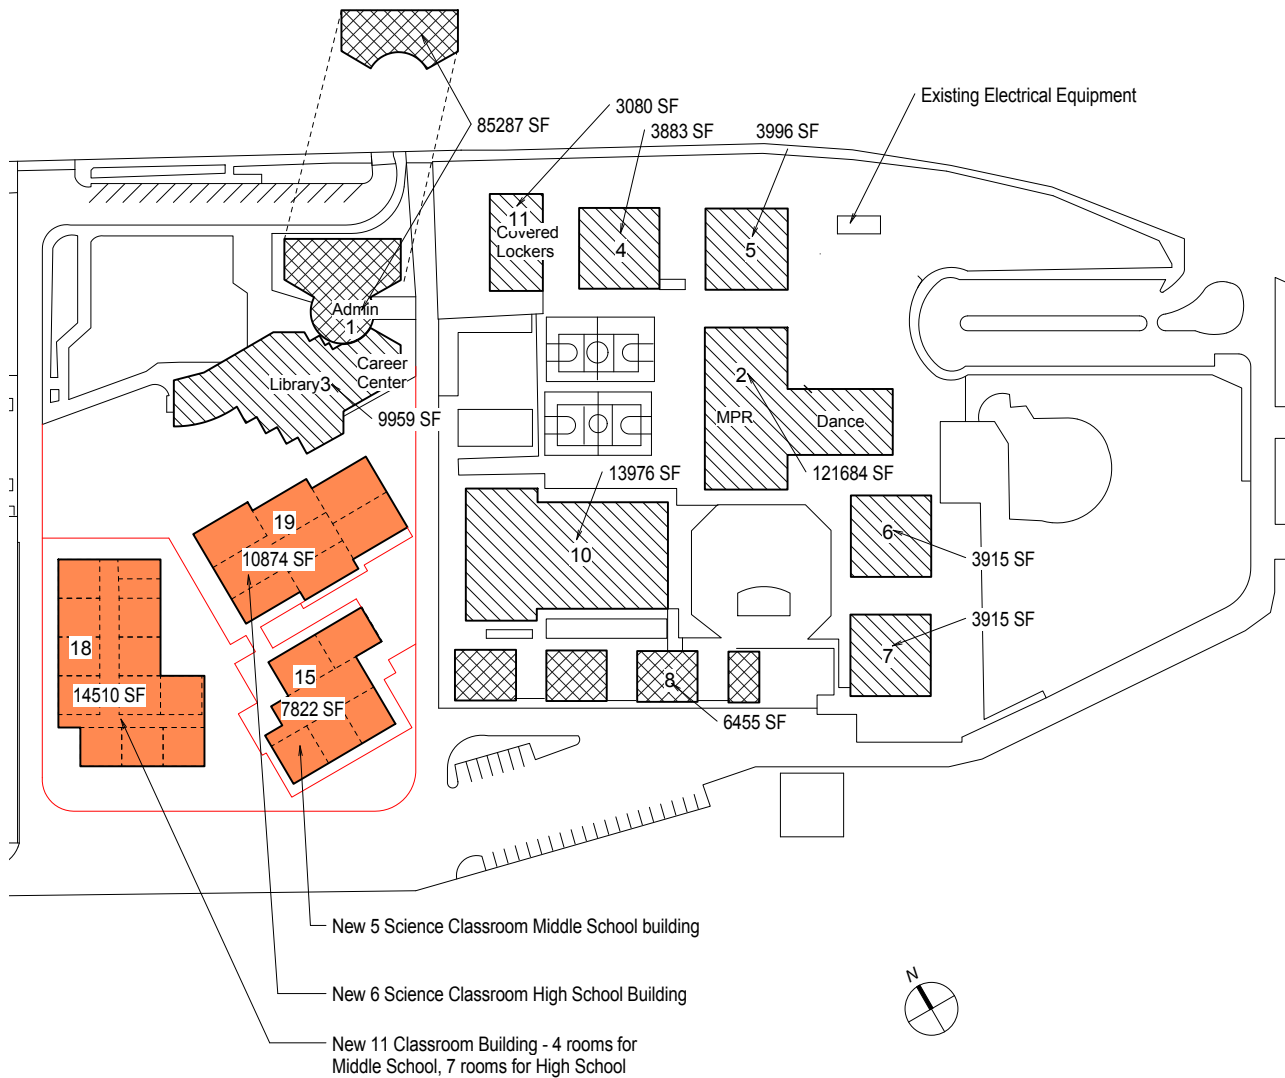 Existing Electrical Equipment
3080 SF
85287 SF
3883 SF
3996 SF
11
Covered
Lockers
4
5
Admin
1
Career
Center
Library3
9959 SF
2
MPR
Dance
13976 SF
121684 SF
19
10874 SF
10
6
3915 SF
3915 SF
7
18
14510 SF
15
7822 SF
8
6455 SF
New 5 Science Classroom Middle School building
N
New 6 Science Classroom High School Building
New 11 Classroom Building - 4 rooms for
Middle School, 7 rooms for High School